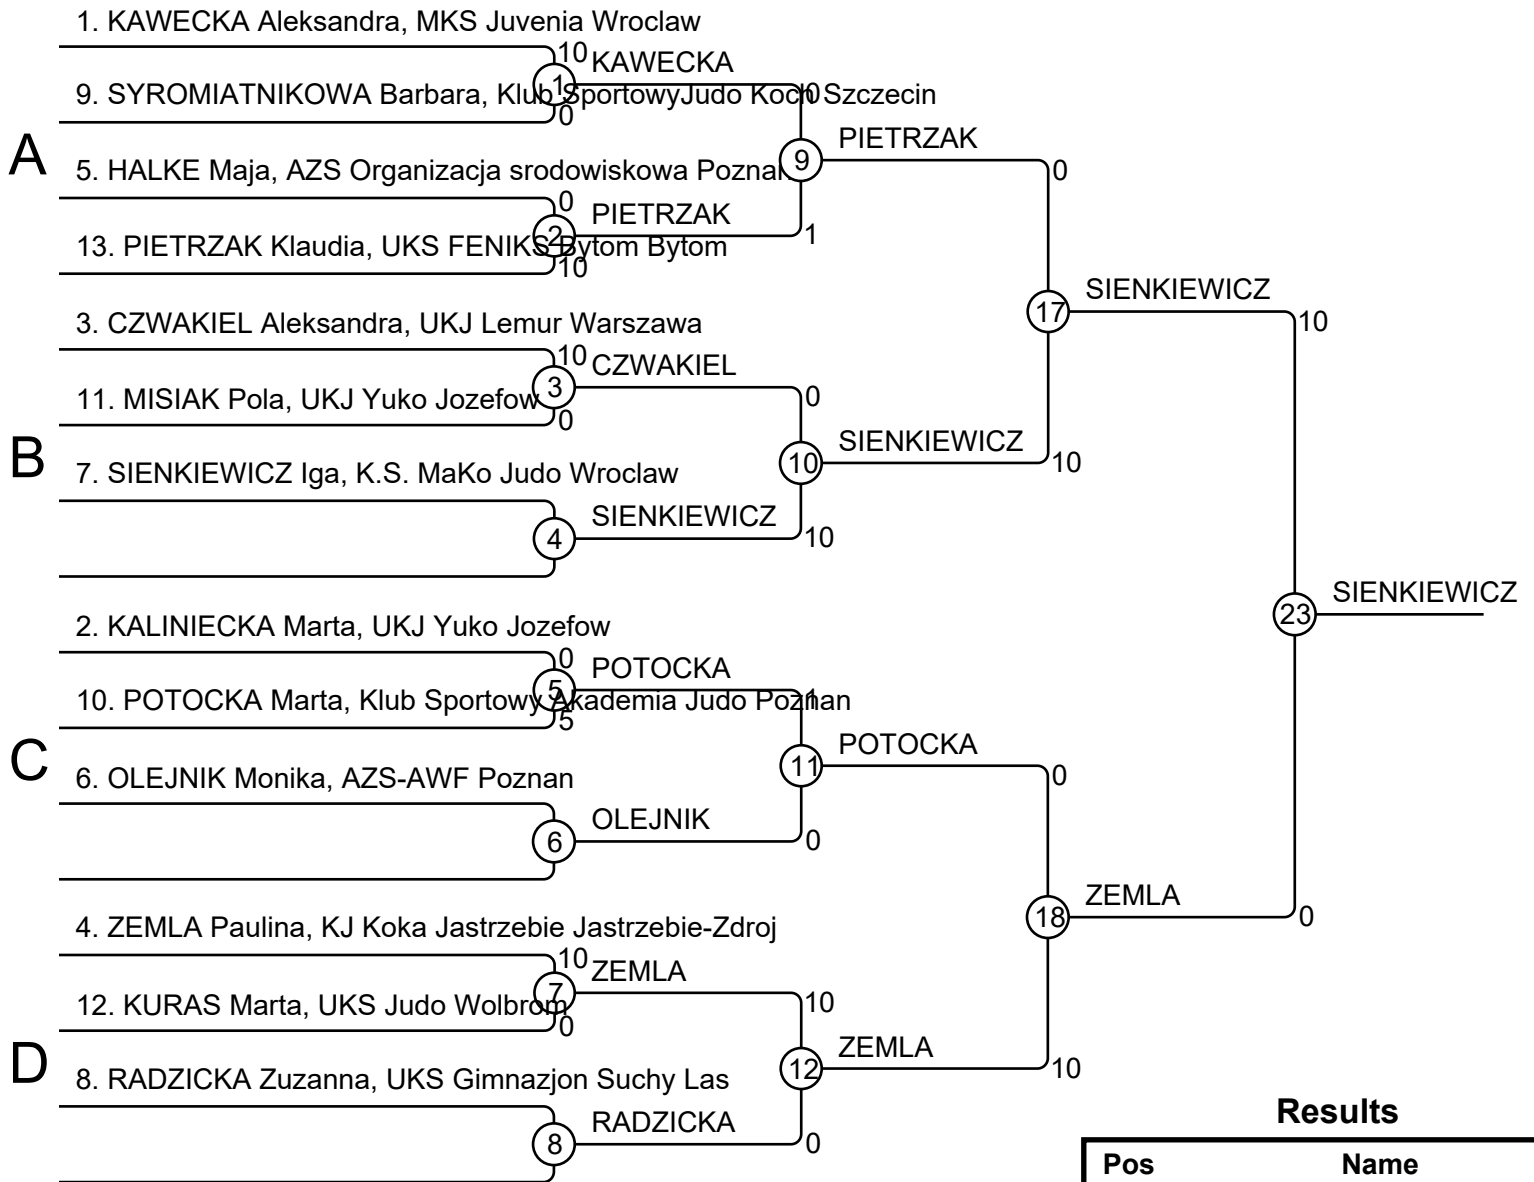 1. KAWECKA Aleksandra, MKS Juvenia Wroclaw
10
KAWECKA
1
9. SYROMIATNIKOWA Barbara, Klub SportowyJudo Koch Szczecin
0
0
A
PIETRZAK
9
0
5. HALKE Maja, AZS Organizacja srodowiskowa Poznan
0
PIETRZAK
2
1
13. PIETRZAK Klaudia, UKS FENIKS Bytom Bytom
10
SIENKIEWICZ
17
10
3. CZWAKIEL Aleksandra, UKJ Lemur Warszawa
10
CZWAKIEL
3
0
11. MISIAK Pola, UKJ Yuko Jozefow
0
B
SIENKIEWICZ
10
10
7. SIENKIEWICZ Iga, K.S. MaKo Judo Wroclaw
SIENKIEWICZ
4
10
SIENKIEWICZ
23
2. KALINIECKA Marta, UKJ Yuko Jozefow
0
POTOCKA
5
10. POTOCKA Marta, Klub Sportowy Akademia Judo Poznan
1
5
C
POTOCKA
11
0
6. OLEJNIK Monika, AZS-AWF Poznan
OLEJNIK
6
0
ZEMLA
18
0
4. ZEMLA Paulina, KJ Koka Jastrzebie Jastrzebie-Zdroj
10
ZEMLA
7
10
12. KURAS Marta, UKS Judo Wolbrom
0
D
ZEMLA
12
10
8. RADZICKA Zuzanna, UKS Gimnazjon Suchy Las
RADZICKA
8
0
Results
Pos Name